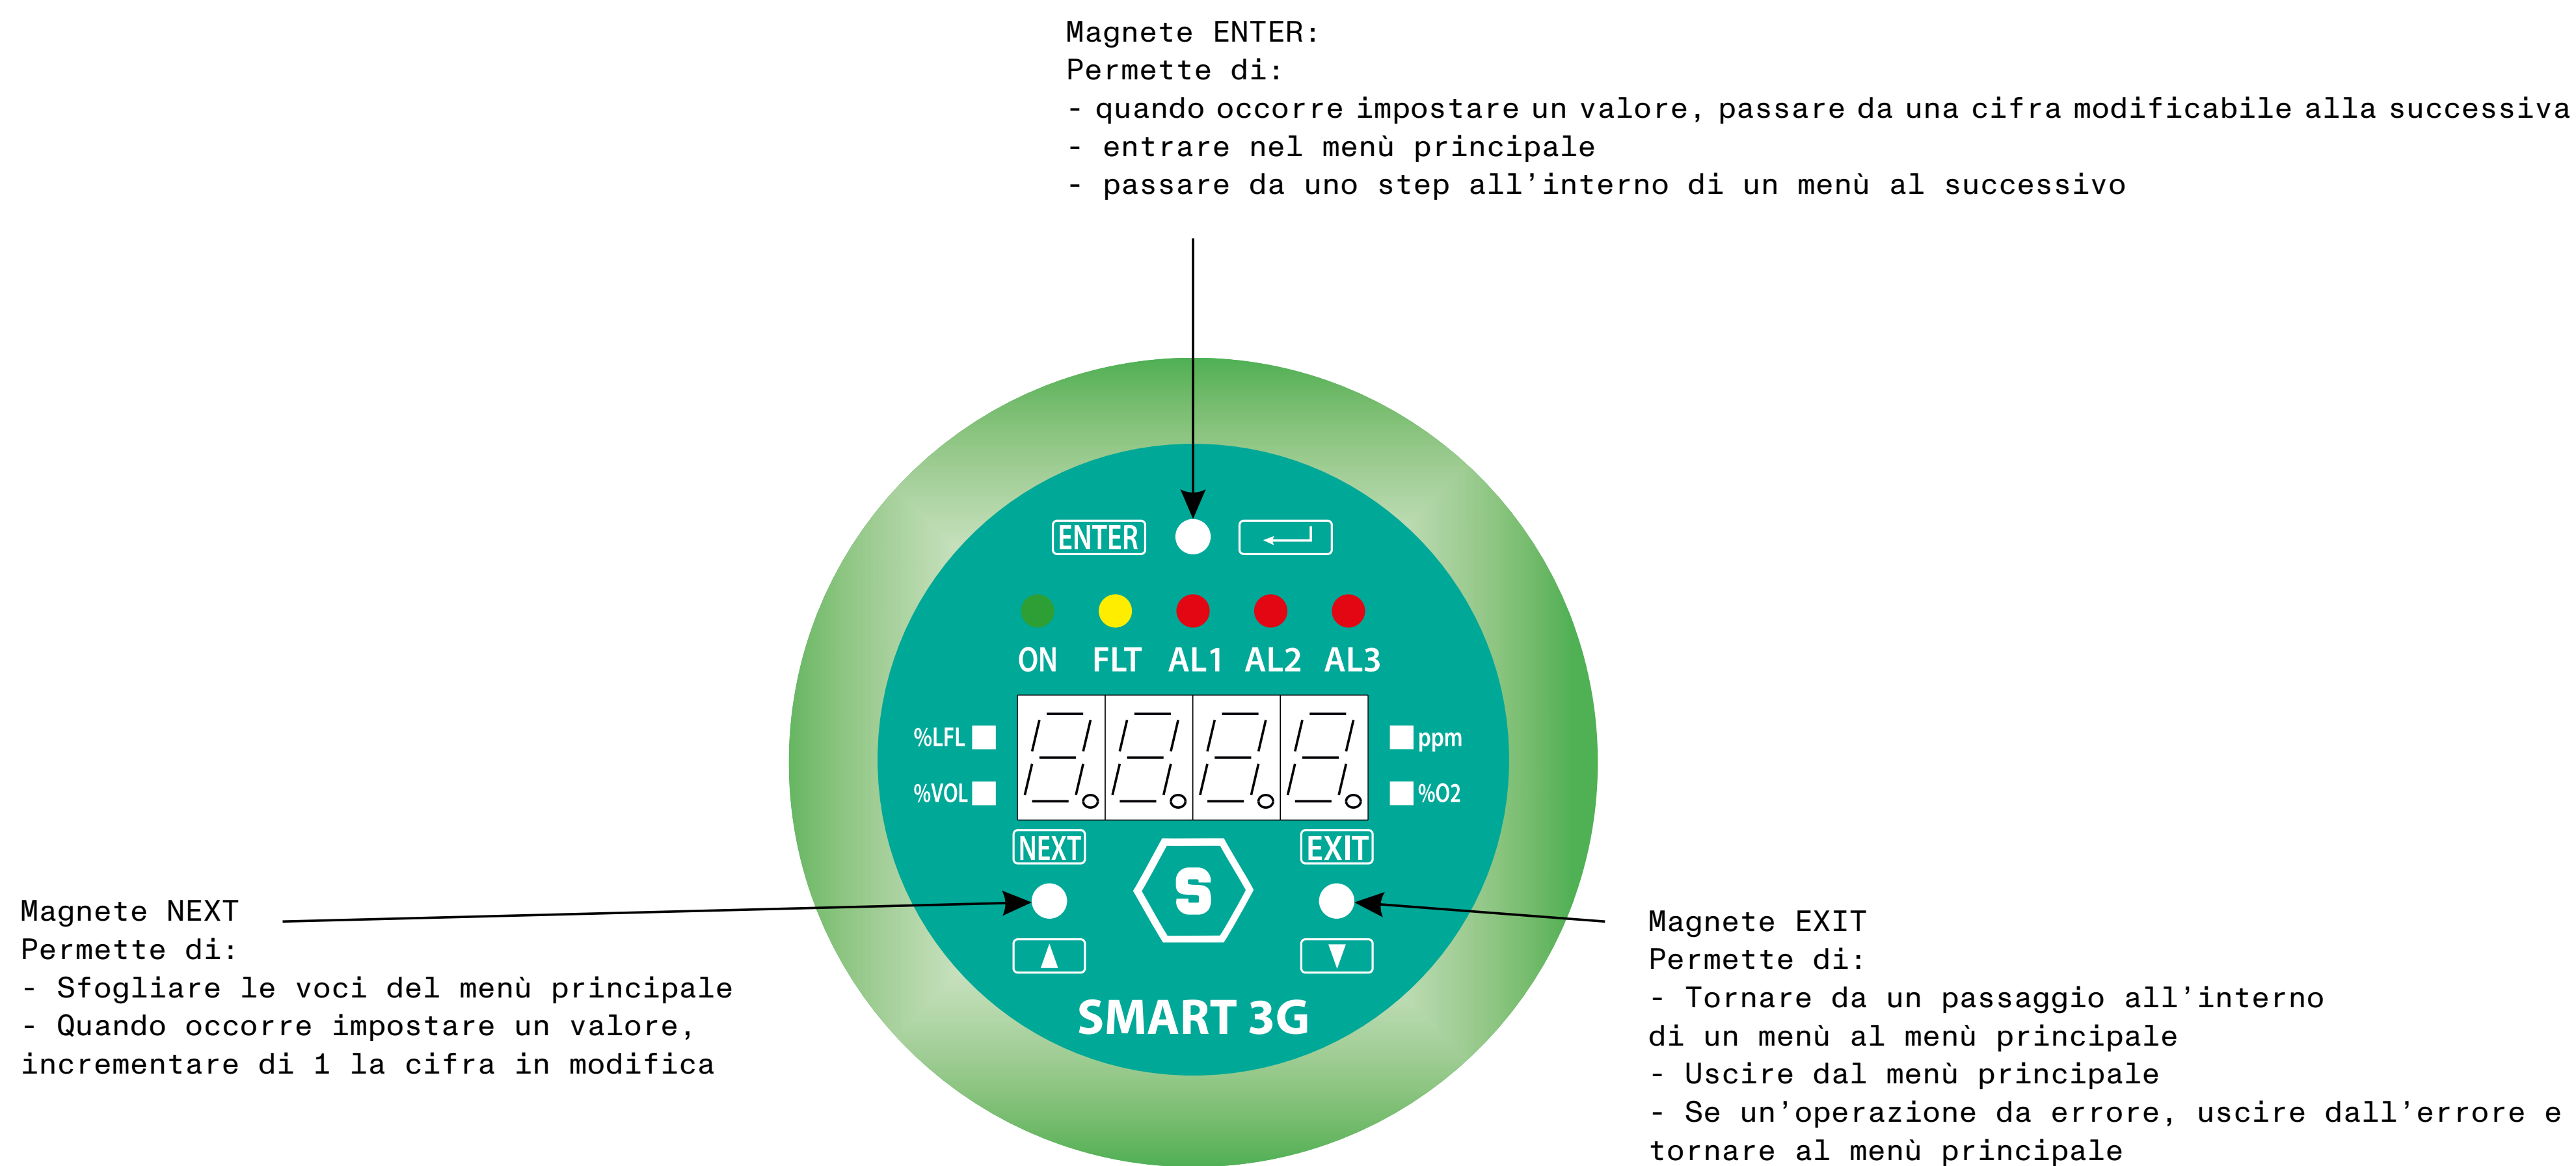 Magnete ENTER:
Permette di:
- quando occorre impostare un valore, passare da una cifra modificabile alla successiva
- entrare nel menù principale
- passare da uno step all’interno di un menù al successivo
ENTER
ON FLT AL1 AL2 AL3
%LFL ppm
%VOL %O2
NEXT EXIT
S
SMART 3G
Magnete NEXT
Permette di:
- Sfogliare le voci del menù principale
- Quando occorre impostare un valore,
incrementare di 1 la cifra in modifica
Magnete EXIT
Permette di:
- Tornare da un passaggio all’interno
di un menù al menù principale
- Uscire dal menù principale
- Se un’operazione da errore, uscire dall’errore e
tornare al menù principale